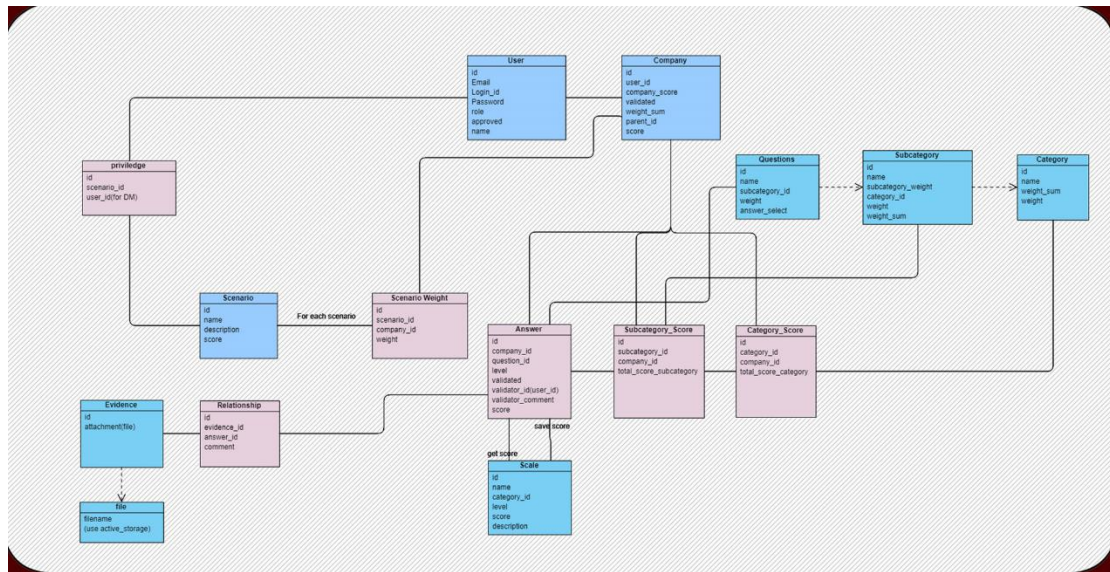 User
id
Email
Login_id
Password
role
approved
name
Company
id
user_id
company_score
validated
weight_sum
parent_id
score
priviledge
id
scenario_id
user_id(for DM)
Questions
id
name
subcategory_id
weight
answer_select
Subcategory
id
name
subcategory_weight
category_id
weight
weight_sum
Category
id
name
weight_sum
weight
Scenario
id
name
description
score
For each scenario
Scenario Weight
id
scenario_id
company_id
weight
Answer
id
company_id
question_id
level
validated
validator_id(user_id)
validator_comment
score
Subcategory_Score
id
subcategory_id
company_id
total_score_subcategory
Category_Score
id
category_id
company_id
total_score_category
Evidence
id
attachment(file)
Relationship
id
evidence_id
answer_id
comment
save score
get score
Scale
id
name
category_id
level
score
description
file
filename
(use active_storage)